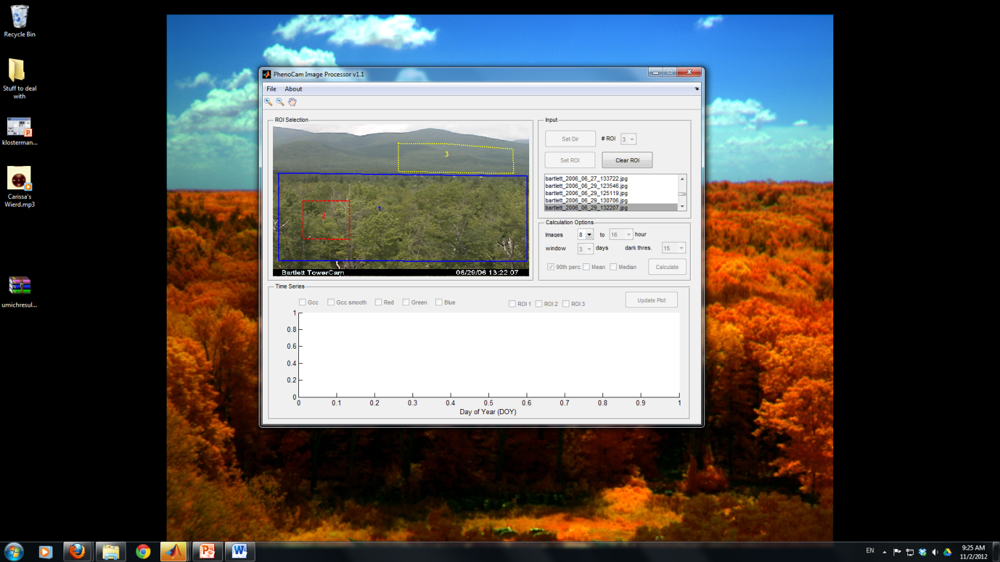 Recycle Bin
Stuff to deal
with
klosterman...
Carissa's
Wierd.mp3
umichresul...
PhenoCam Image Processor v1.1
File About
ROI Selection
3
1
2
Bartlett TowerCam 06/29/06 13:22:07
Input
Set Dir # ROI 3
Set ROI Clear ROI
bartlett_2006_06_27_133722.jpg
bartlett_2006_06_29_123546.jpg
bartlett_2006_06_29_125119.jpg
bartlett_2006_06_29_130706.jpg
bartlett_2006_06_29_132207.jpg
Calculation Options
Images 8 to 16 hour
window 3 days dark thres. 15
90th perc. Mean Median Calculate
Time Series
Gcc Gcc smooth Red Green Blue ROI 1 ROI 2 ROI 3 Update Plot
1
0.8
0.6
0.4
0.2
0
0 0.1 0.2 0.3 0.4 0.5 0.6 0.7 0.8 0.9 1
Day of Year (DOY)
EN
9:25 AM
11/2/2012